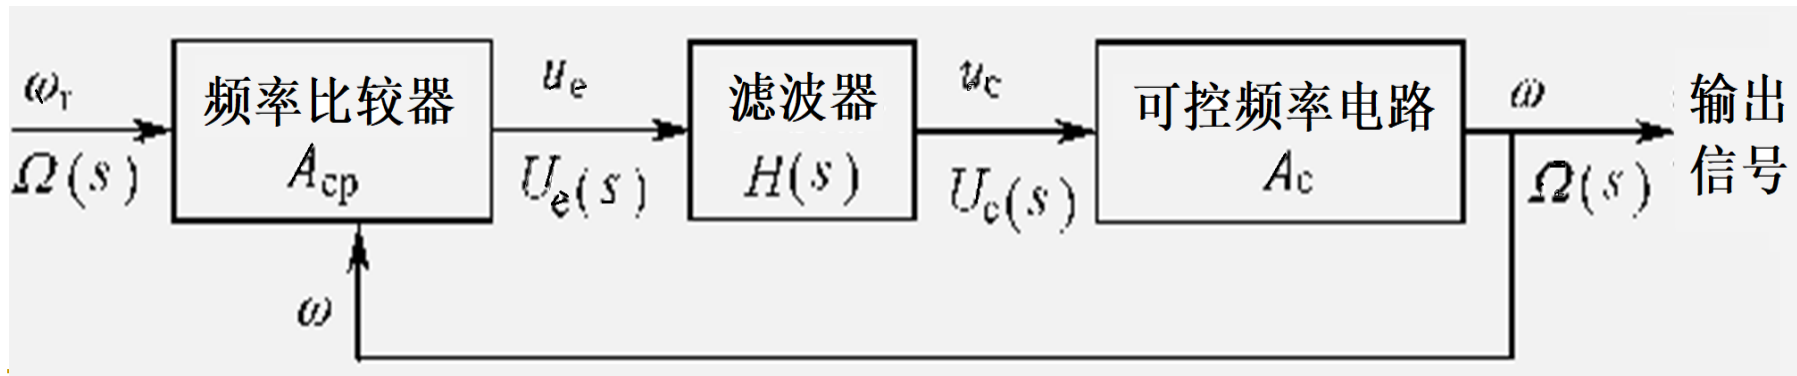 ωr
Ω(s)
频率比较器
Acp
ue
Ue(s)
滤波器
H(s)
uc
Uc(s)
可控频率电路
Ac
ω
Ω(s)
输出
信号
ω